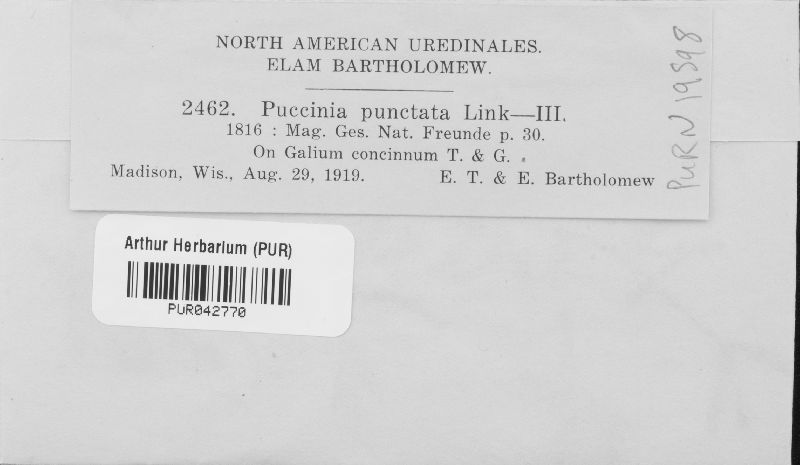 NORTH AMERICAN UREDINALES.
ELAM BARTHOLOMEW.
2462. Puccinia punctata Link—III.
1816 : Mag. Ges. Nat. Freunde p. 30.
On Galium concinnum T. & G.
Madison, Wis., Aug. 29, 1919. E. T. & E. Bartholomew
PURN 19598
Arthur Herbarium (PUR)
PUR042770